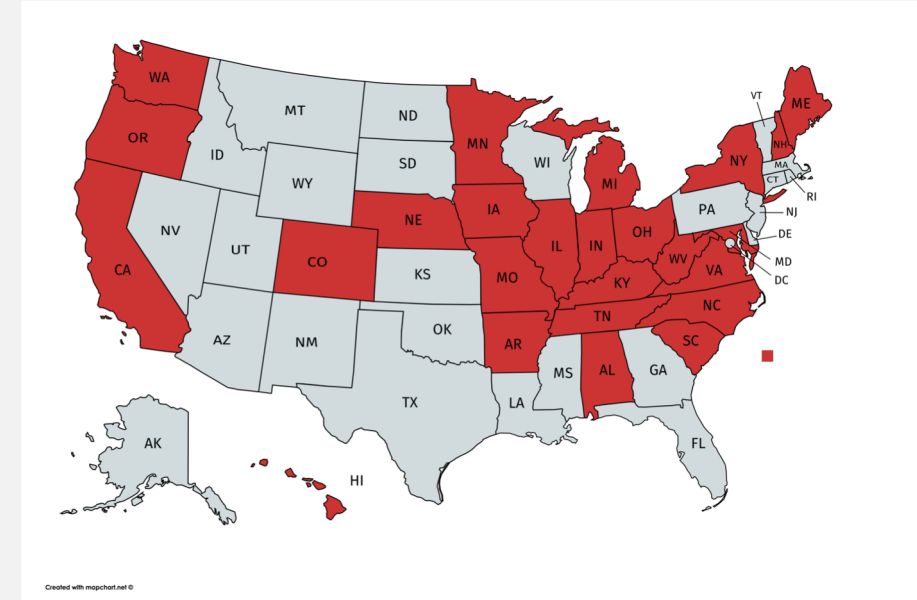 WA
OR
CA
ID
NV
MT
WY
UT
CO
AZ
NM
ND
SD
NE
KS
OK
TX
MN
IA
MO
AR
LA
WI
IL
MI
IN
OH
KY
TN
MS
AL
GA
FL
SC
NC
VA
WV
PA
NY
VT
NH
ME
MA
CT
RI
NJ
DE
MD
DC
AK
HI
Created with mapchart.net ©